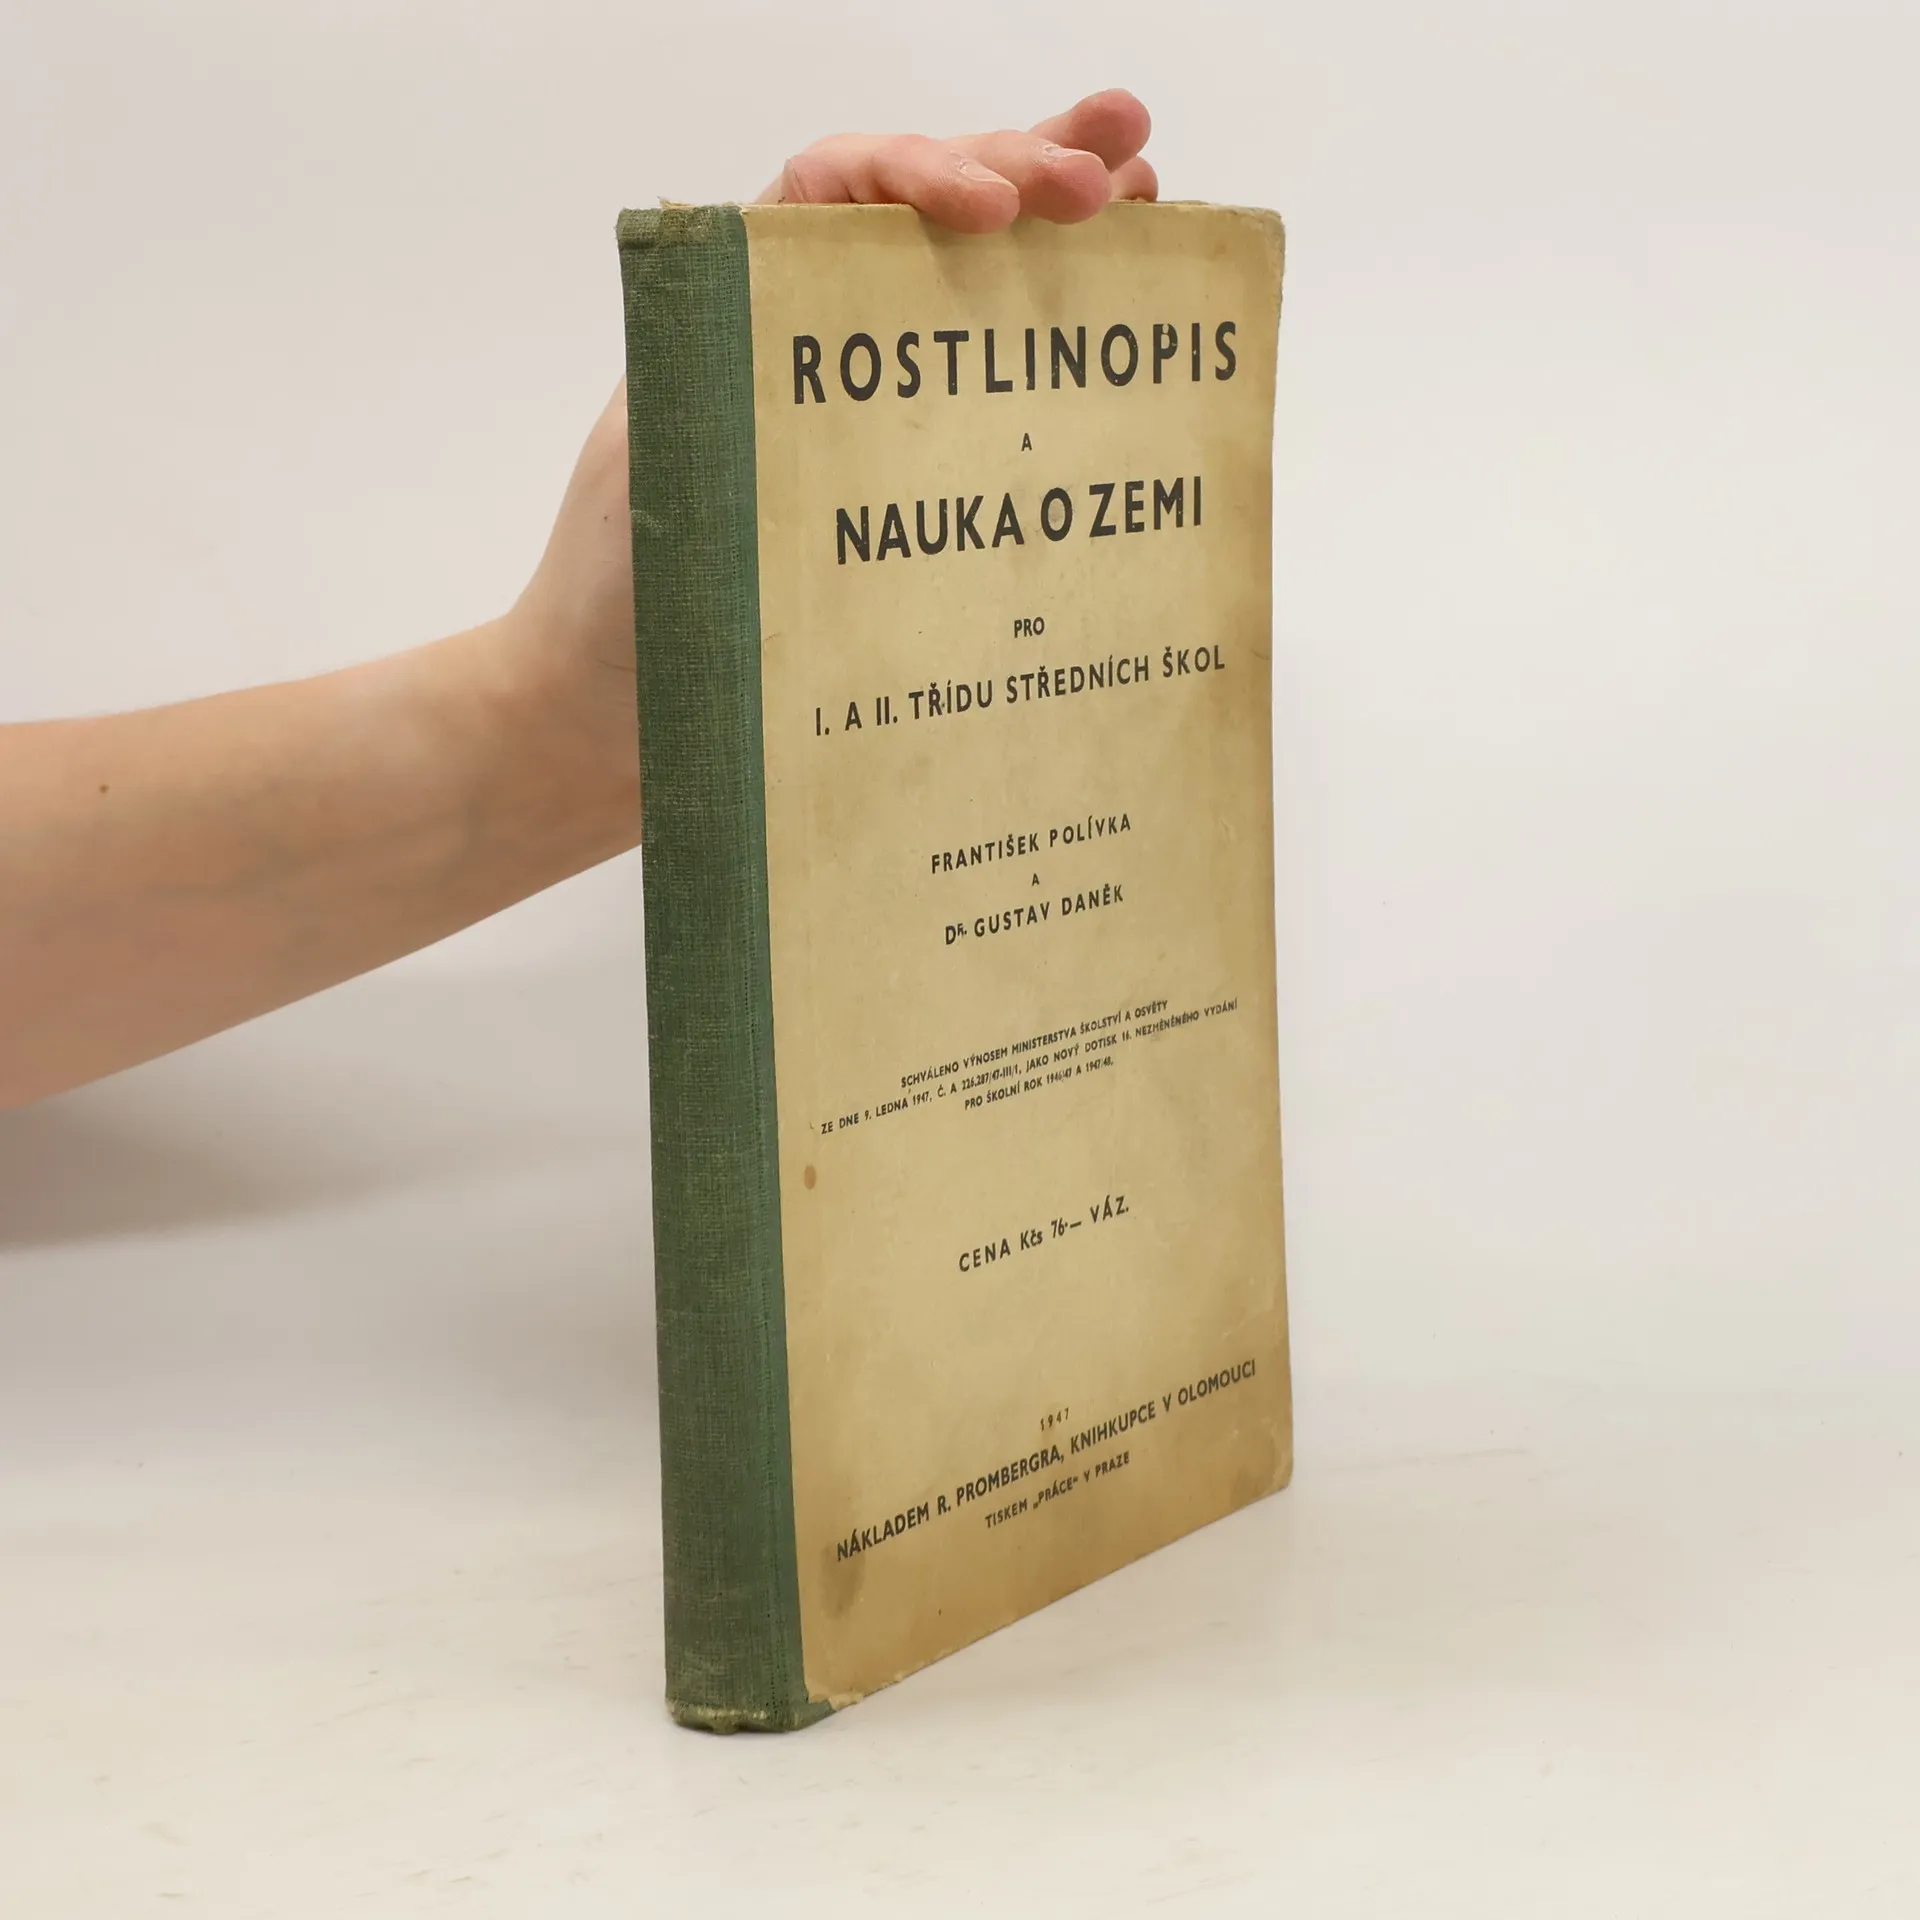 ROSTLINOPIS
A
NAUKA O ZEMI
PRO
I. A II. TŘÍDU STŘEDNÍCH ŠKOL
FRANTIŠEK POLÍVKA
A
DR. GUSTAV DANĚK
SCHVÁLENO VÝNOSEM MINISTERSTVA ŠKOLSTVÍ A OSVĚTY
ZE DNE 9. LEDNA 1947, Č. A 226.287/47-III/1, JAKO NOVÝ DOTISK 16. NEZMĚNĚNÉHO VYDÁNÍ
PRO ŠKOLNÍ ROK 1946/47 A 1947/48.
CENA Kčs 76·— VÁZ.
1947
NÁKLADEM R. PROMBERGRA, KNIHKUPCE V OLOMOUCI
TISKEM „PRÁCE" V PRAZE